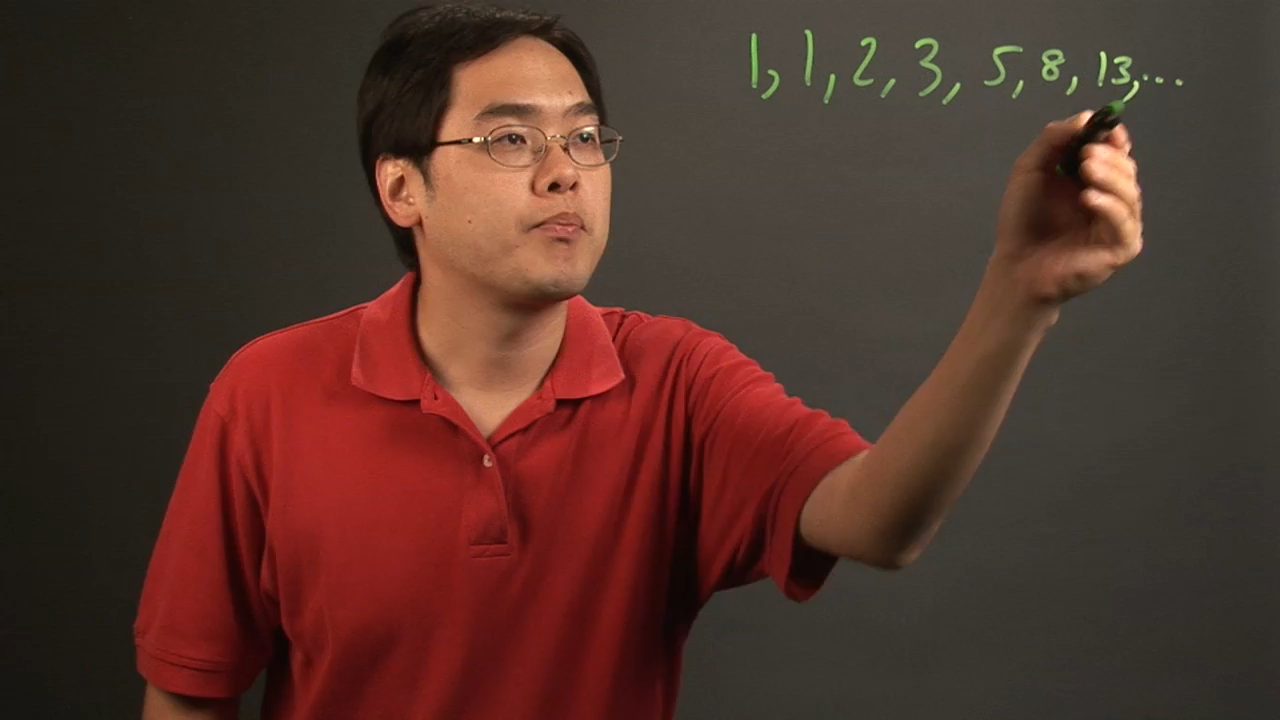 1, 1, 2, 3, 5, 8, 13, ...